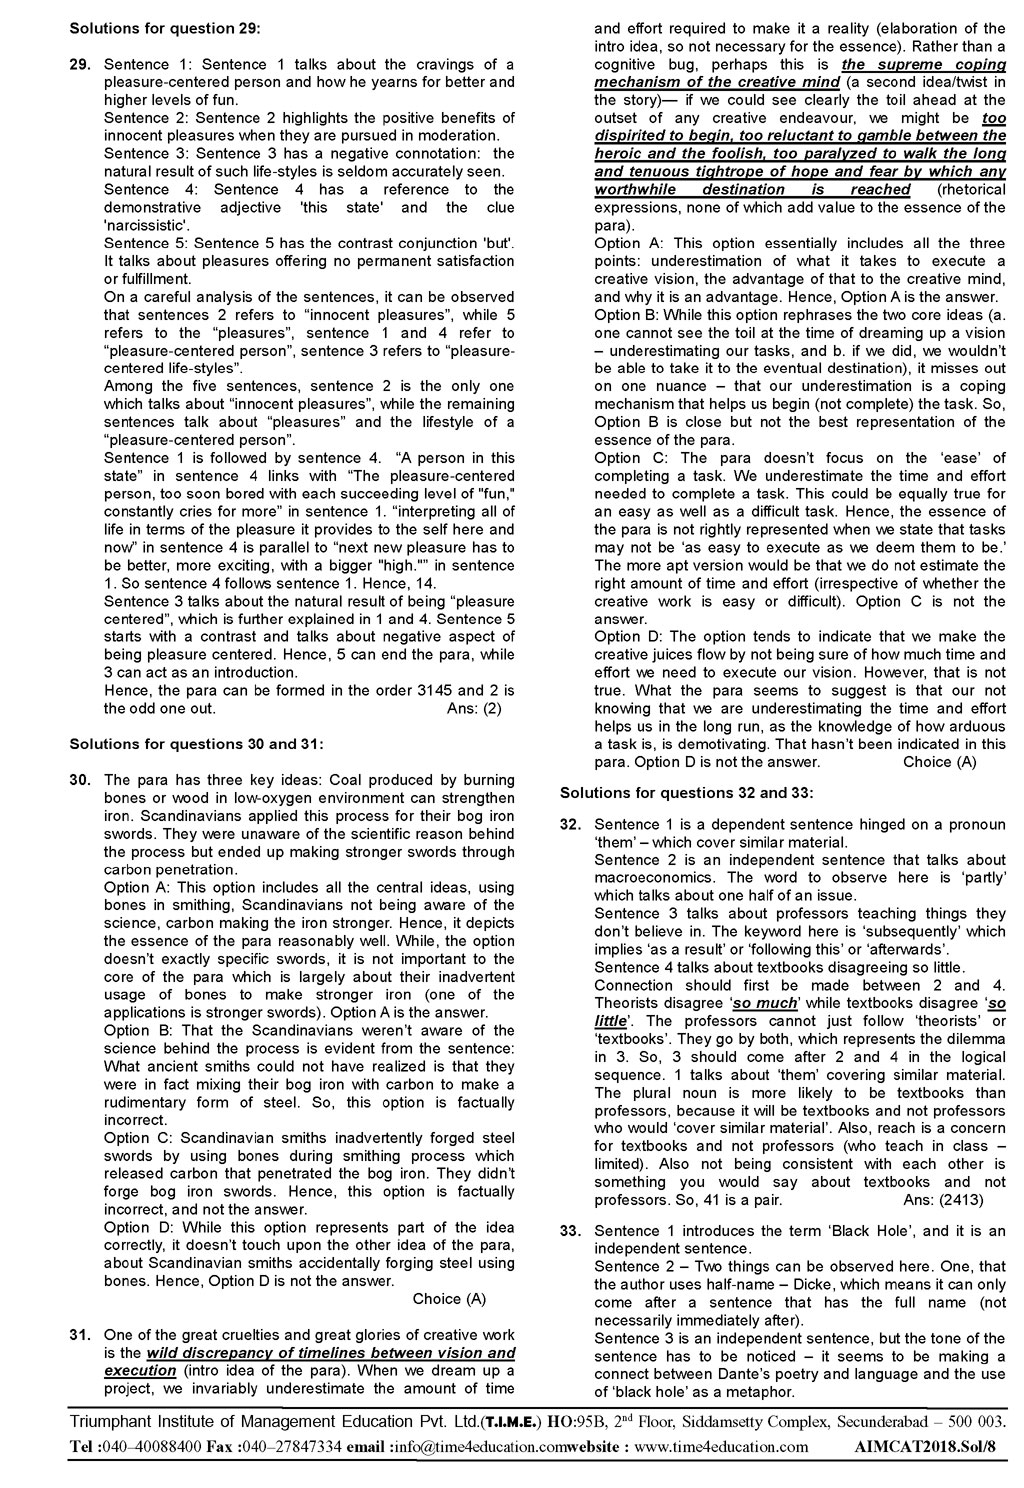 Solutions for question 29:
29. Sentence 1: Sentence 1 talks about the cravings of a
pleasure-centered person and how he yearns for better and
higher levels of fun.
Sentence 2: Sentence 2 highlights the positive benefits of
innocent pleasures when they are pursued in moderation.
Sentence 3: Sentence 3 has a negative connotation: the
natural result of such life-styles is seldom accurately seen.
Sentence 4: Sentence 4 has a reference to the
demonstrative adjective 'this state' and the clue
'narcissistic'.
Sentence 5: Sentence 5 has the contrast conjunction 'but'.
It talks about pleasures offering no permanent satisfaction
or fulfillment.
On a careful analysis of the sentences, it can be observed
that sentences 2 refers to “innocent pleasures”, while 5
refers to the “pleasures”, sentence 1 and 4 refer to
“pleasure-centered person”, sentence 3 refers to “pleasure-
centered life-styles”.
Among the five sentences, sentence 2 is the only one
which talks about “innocent pleasures”, while the remaining
sentences talk about “pleasures” and the lifestyle of a
“pleasure-centered person”.
Sentence 1 is followed by sentence 4. “A person in this
state” in sentence 4 links with “The pleasure-centered
person, too soon bored with each succeeding level of "fun,"
constantly cries for more” in sentence 1. “interpreting all of
life in terms of the pleasure it provides to the self here and
now” in sentence 4 is parallel to “next new pleasure has to
be better, more exciting, with a bigger "high."” in sentence
1. So sentence 4 follows sentence 1. Hence, 14.
Sentence 3 talks about the natural result of being “pleasure
centered”, which is further explained in 1 and 4. Sentence 5
starts with a contrast and talks about negative aspect of
being pleasure centered. Hence, 5 can end the para, while
3 can act as an introduction.
Hence, the para can be formed in the order 3145 and 2 is
the odd one out. Ans: (2)
Solutions for questions 30 and 31:
30. The para has three key ideas: Coal produced by burning
bones or wood in low-oxygen environment can strengthen
iron. Scandinavians applied this process for their bog iron
swords. They were unaware of the scientific reason behind
the process but ended up making stronger swords through
carbon penetration.
Option A: This option includes all the central ideas, using
bones in smithing, Scandinavians not being aware of the
science, carbon making the iron stronger. Hence, it depicts
the essence of the para reasonably well. While, the option
doesn’t exactly specific swords, it is not important to the
core of the para which is largely about their inadvertent
usage of bones to make stronger iron (one of the
applications is stronger swords). Option A is the answer.
Option B: That the Scandinavians weren’t aware of the
science behind the process is evident from the sentence:
What ancient smiths could not have realized is that they
were in fact mixing their bog iron with carbon to make a
rudimentary form of steel. So, this option is factually
incorrect.
Option C: Scandinavian smiths inadvertently forged steel
swords by using bones during smithing process which
released carbon that penetrated the bog iron. They didn’t
forge bog iron swords. Hence, this option is factually
incorrect, and not the answer.
Option D: While this option represents part of the idea
correctly, it doesn’t touch upon the other idea of the para,
about Scandinavian smiths accidentally forging steel using
bones. Hence, Option D is not the answer.
Choice (A)
31. One of the great cruelties and great glories of creative work
is the wild discrepancy of timelines between vision and
execution (intro idea of the para). When we dream up a
project, we invariably underestimate the amount of time
and effort required to make it a reality (elaboration of the
intro idea, so not necessary for the essence). Rather than a
cognitive bug, perhaps this is the supreme coping
mechanism of the creative mind (a second idea/twist in
the story)— if we could see clearly the toil ahead at the
outset of any creative endeavour, we might be too
dispirited to begin, too reluctant to gamble between the
heroic and the foolish, too paralyzed to walk the long
and tenuous tightrope of hope and fear by which any
worthwhile destination is reached (rhetorical
expressions, none of which add value to the essence of the
para).
Option A: This option essentially includes all the three
points: underestimation of what it takes to execute a
creative vision, the advantage of that to the creative mind,
and why it is an advantage. Hence, Option A is the answer.
Option B: While this option rephrases the two core ideas (a.
one cannot see the toil at the time of dreaming up a vision
– underestimating our tasks, and b. if we did, we wouldn’t
be able to take it to the eventual destination), it misses out
on one nuance – that our underestimation is a coping
mechanism that helps us begin (not complete) the task. So,
Option B is close but not the best representation of the
essence of the para.
Option C: The para doesn’t focus on the ‘ease’ of
completing a task. We underestimate the time and effort
needed to complete a task. This could be equally true for
an easy as well as a difficult task. Hence, the essence of
the para is not rightly represented when we state that tasks
may not be ‘as easy to execute as we deem them to be.’
The more apt version would be that we do not estimate the
right amount of time and effort (irrespective of whether the
creative work is easy or difficult). Option C is not the
answer.
Option D: The option tends to indicate that we make the
creative juices flow by not being sure of how much time and
effort we need to execute our vision. However, that is not
true. What the para seems to suggest is that our not
knowing that we are underestimating the time and effort
helps us in the long run, as the knowledge of how arduous
a task is, is demotivating. That hasn’t been indicated in this
para. Option D is not the answer. Choice (A)
Solutions for questions 32 and 33:
32. Sentence 1 is a dependent sentence hinged on a pronoun
‘them’ – which cover similar material.
Sentence 2 is an independent sentence that talks about
macroeconomics. The word to observe here is ‘partly’
which talks about one half of an issue.
Sentence 3 talks about professors teaching things they
don’t believe in. The keyword here is ‘subsequently’ which
implies ‘as a result’ or ‘following this’ or ‘afterwards’.
Sentence 4 talks about textbooks disagreeing so little.
Connection should first be made between 2 and 4.
Theorists disagree ‘so much’ while textbooks disagree ‘so
little’. The professors cannot just follow ‘theorists’ or
‘textbooks’. They go by both, which represents the dilemma
in 3. So, 3 should come after 2 and 4 in the logical
sequence. 1 talks about ‘them’ covering similar material.
The plural noun is more likely to be textbooks than
professors, because it will be textbooks and not professors
who would ‘cover similar material’. Also, reach is a concern
for textbooks and not professors (who teach in class –
limited). Also not being consistent with each other is
something you would say about textbooks and not
professors. So, 41 is a pair. Ans: (2413)
33. Sentence 1 introduces the term ‘Black Hole’, and it is an
independent sentence.
Sentence 2 – Two things can be observed here. One, that
the author uses half-name – Dicke, which means it can only
come after a sentence that has the full name (not
necessarily immediately after).
Sentence 3 is an independent sentence, but the tone of the
sentence has to be noticed – it seems to be making a
connect between Dante’s poetry and language and the use
of ‘black hole’ as a metaphor.
Triumphant Institute of Management Education Pvt. Ltd.(T.I.M.E.) HO:95B, 2nd Floor, Siddamsetty Complex, Secunderabad – 500 003.
Tel :040–40088400 Fax :040–27847334 email :info@time4education.comwebsite : www.time4education.com AIMCAT2018.Sol/8